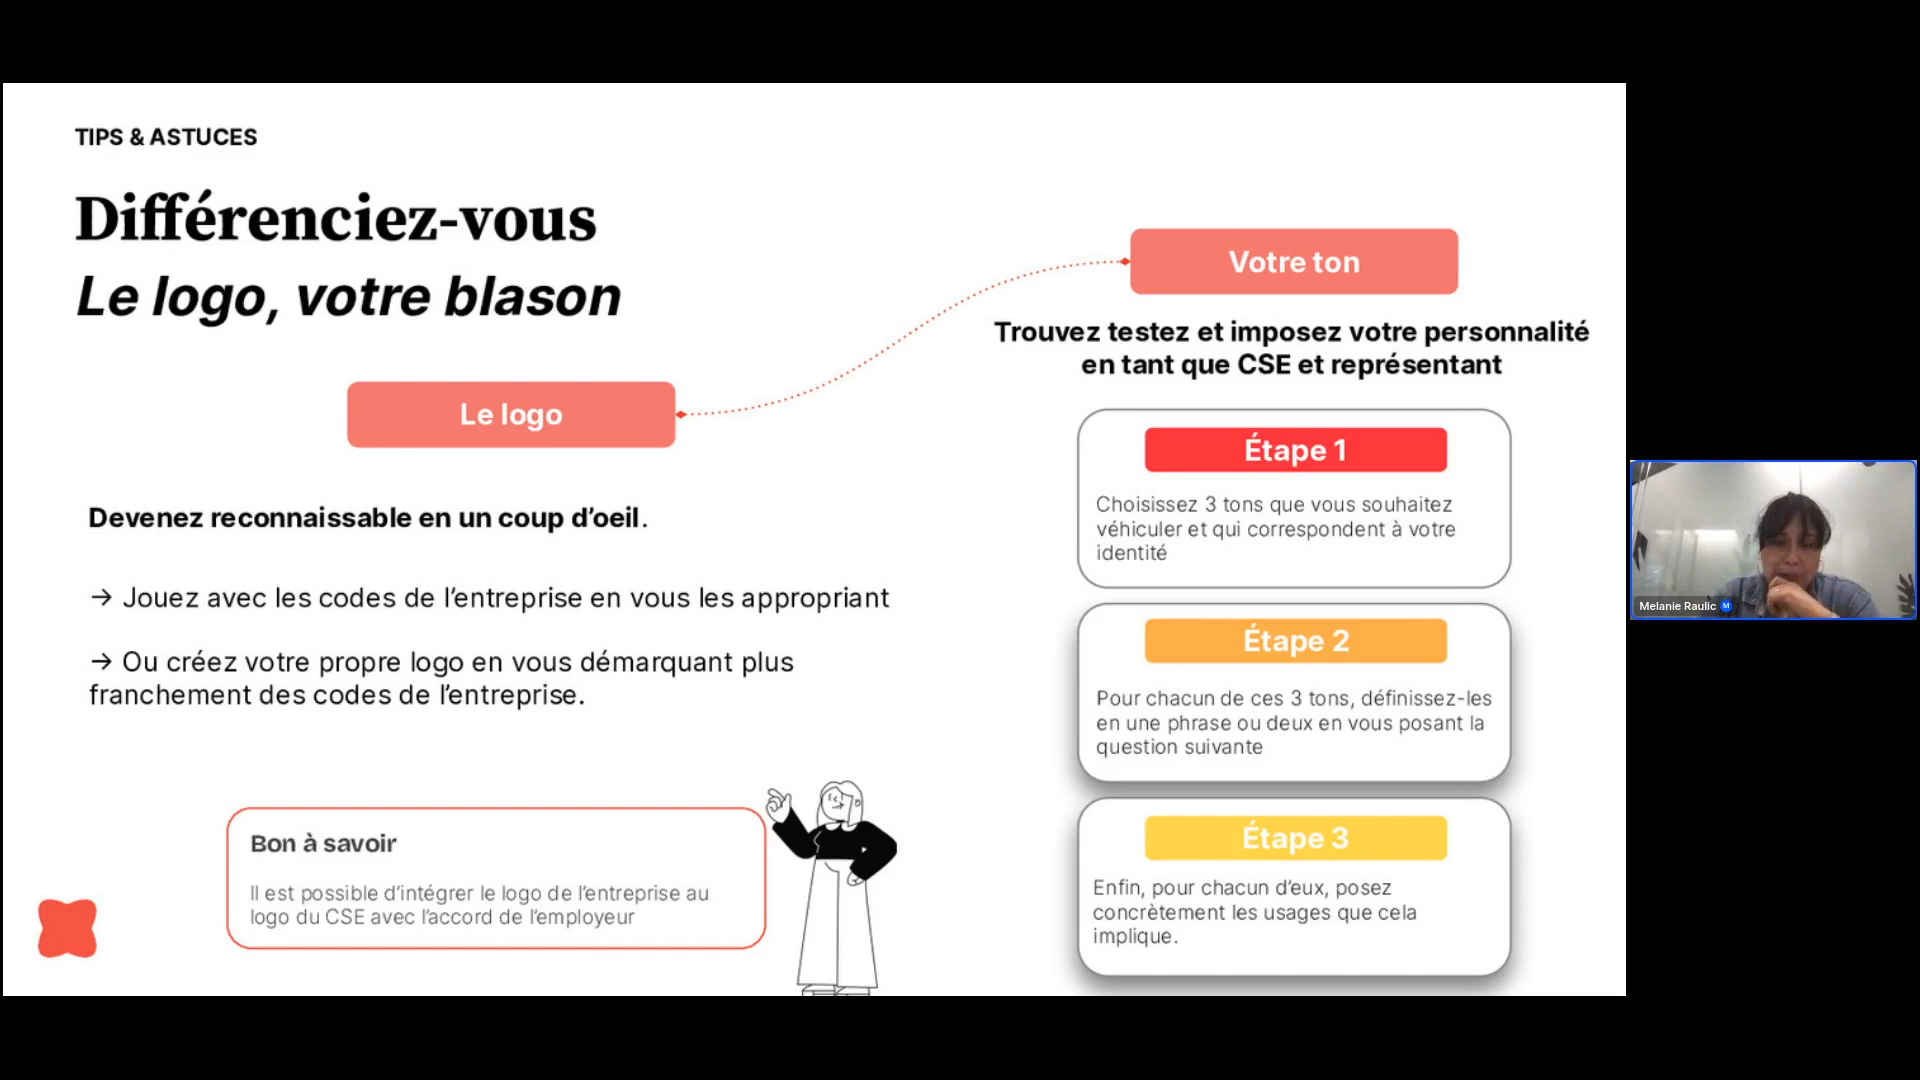 TIPS & ASTUCES
Différenciez-vous
Le logo, votre blason
Le logo
Devenez reconnaissable en un coup d’oeil.
→ Jouez avec les codes de l’entreprise en vous les appropriant
→ Ou créez votre propre logo en vous démarquant plus
franchement des codes de l’entreprise.
Bon à savoir
Il est possible d’intégrer le logo de l’entreprise au
logo du CSE avec l’accord de l’employeur
Votre ton
Trouvez testez et imposez votre personnalité
en tant que CSE et représentant
Étape 1
Choisissez 3 tons que vous souhaitez
véhiculer et qui correspondent à votre
identité
Étape 2
Pour chacun de ces 3 tons, définissez-les
en une phrase ou deux en vous posant la
question suivante
Étape 3
Enfin, pour chacun d’eux, posez
concrètement les usages que cela
implique.
Melanie Raulic M